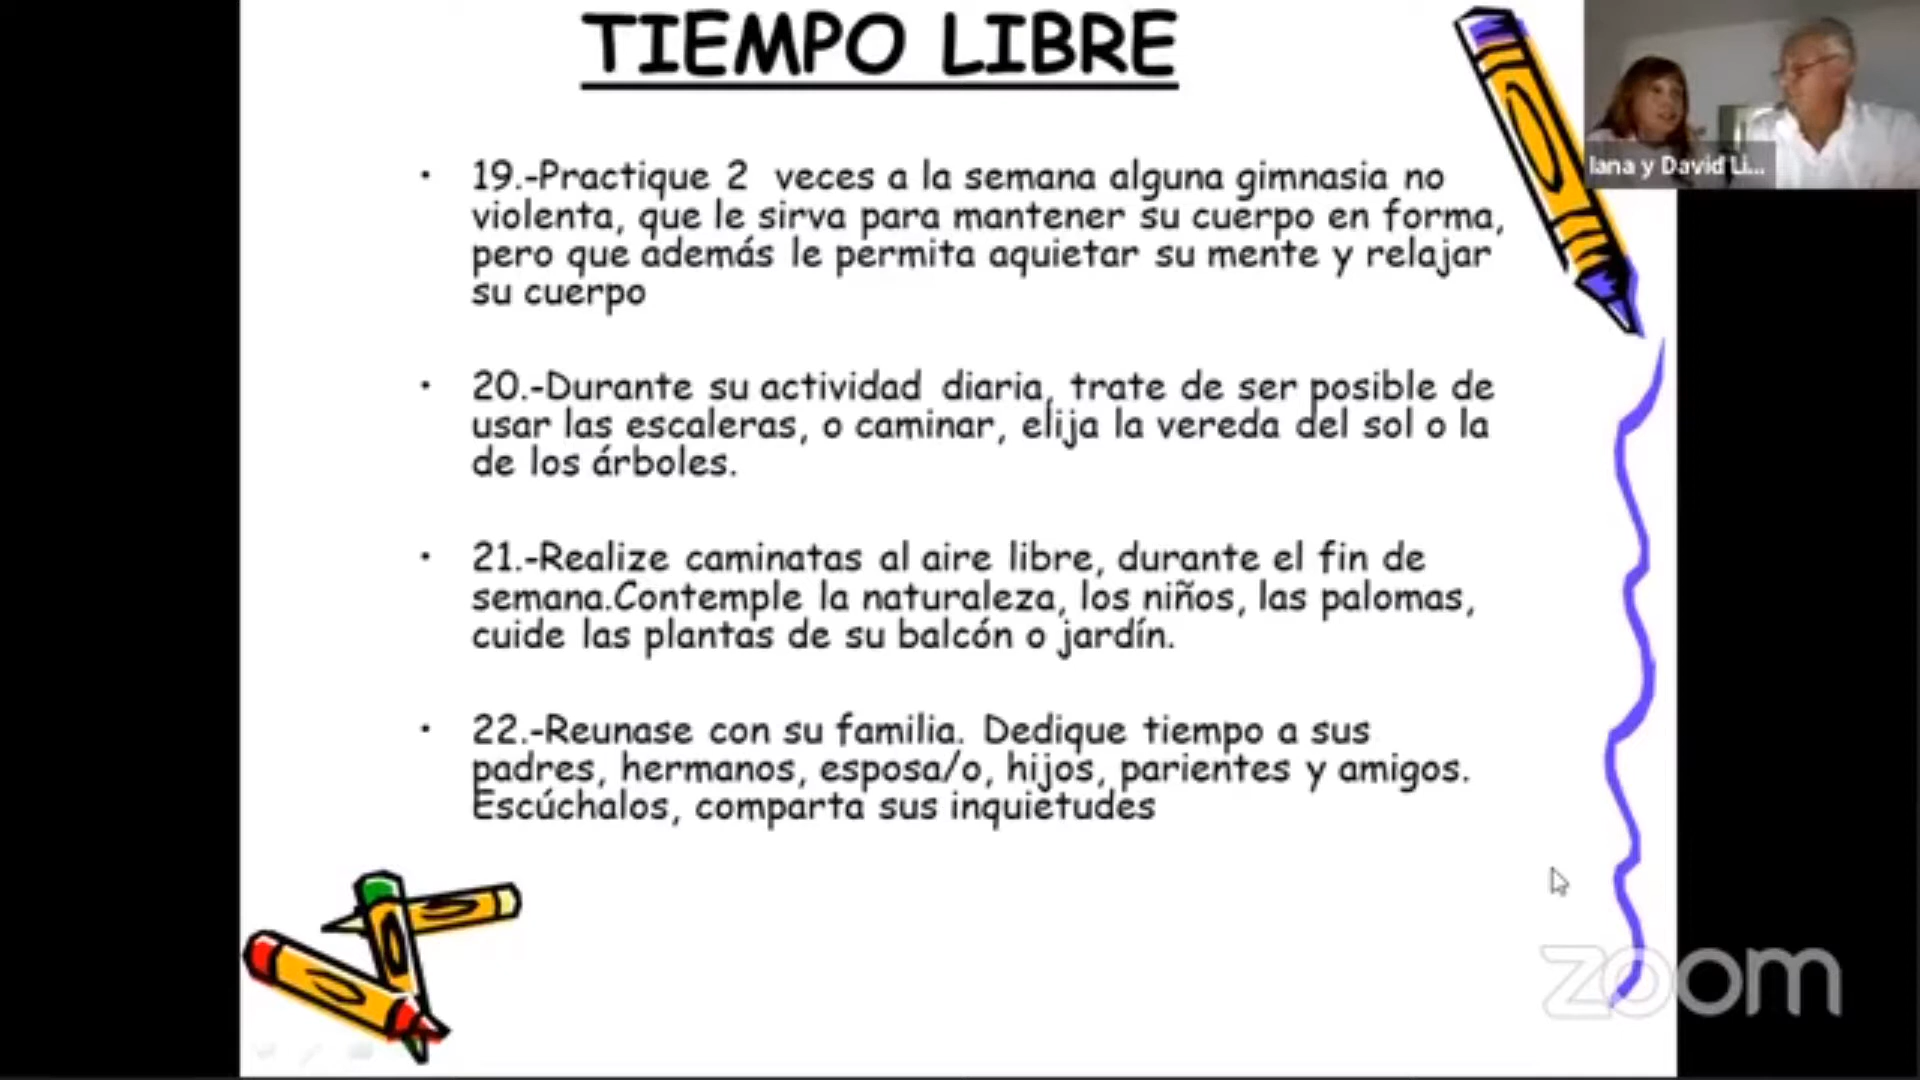 TIEMPO LIBRE
• 19.-Practique 2 veces a la semana alguna gimnasia no
violenta, que le sirva para mantener su cuerpo en forma,
pero que además le permita aquietar su mente y relajar
su cuerpo
• 20.-Durante su actividad diaria, trate de ser posible de
usar las escaleras, o caminar, elija la vereda del sol o la
de los árboles.
• 21.-Realize caminatas al aire libre, durante el fin de
semana.Contemple la naturaleza, los niños, las palomas,
cuide las plantas de su balcón o jardín.
• 22.-Reunase con su familia. Dedique tiempo a sus
padres, hermanos, esposa/o, hijos, parientes y amigos.
Escúchalos, comparta sus inquietudes
lana y David Li...
zoom